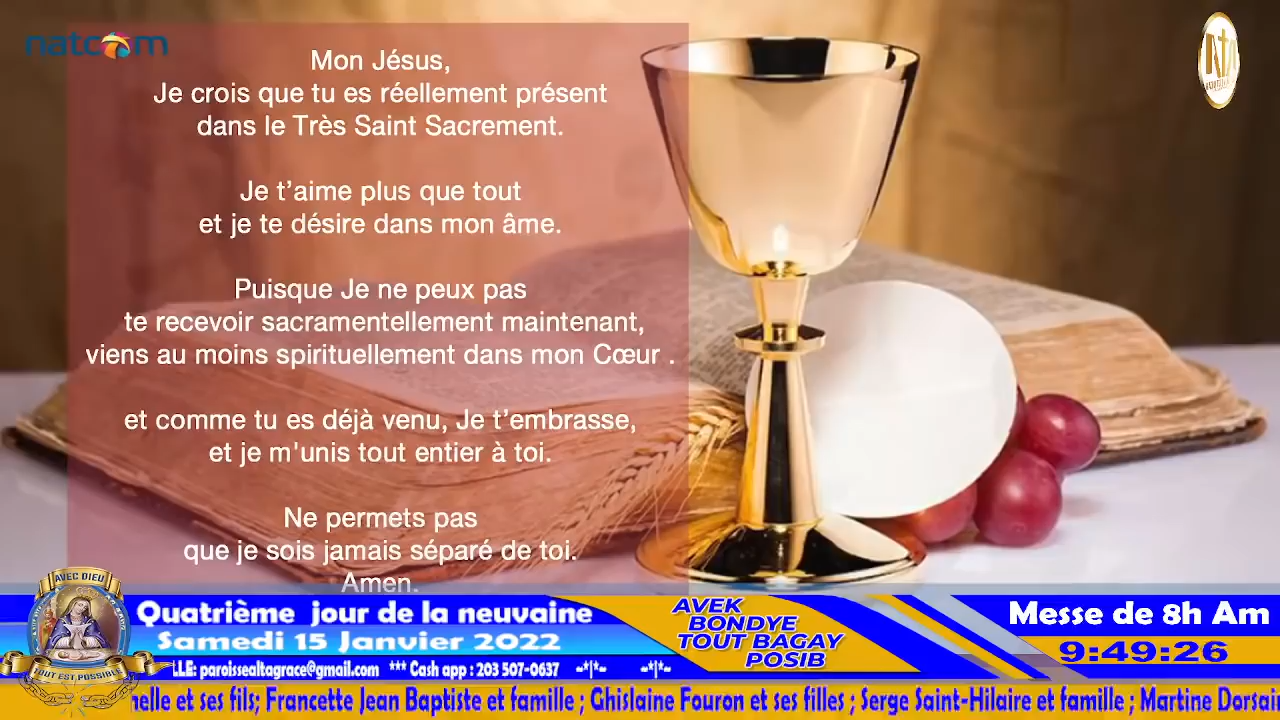 natcom
Mon Jésus,
Je crois que tu es réellement présent
dans le Très Saint Sacrement.
Je t’aime plus que tout
et je te désire dans mon âme.
Puisque Je ne peux pas
te recevoir sacramentellement maintenant,
viens au moins spirituellement dans mon Cœur .
et comme tu es déjà venu, Je t’embrasse,
et je m'unis tout entier à toi.
Ne permets pas
que je sois jamais séparé de toi.
Amen.
AVEC DIEU
TOUT EST POSSIBLE
Quatrième jour de la neuvaine
Samedi 15 Janvier 2022
LLE: paroissealtagrace@gmail.com *** Cash app : 203 507-0637 ~*|*~ ~*|*~
AVEK
BONDYE
TOUT BAGAY
POSIB
Messe de 8h Am
9:49:26
nelle et ses fils; Francette Jean Baptiste et famille ; Ghislaine Fouron et ses filles ; Serge Saint-Hilaire et famille ; Martine Dorsai